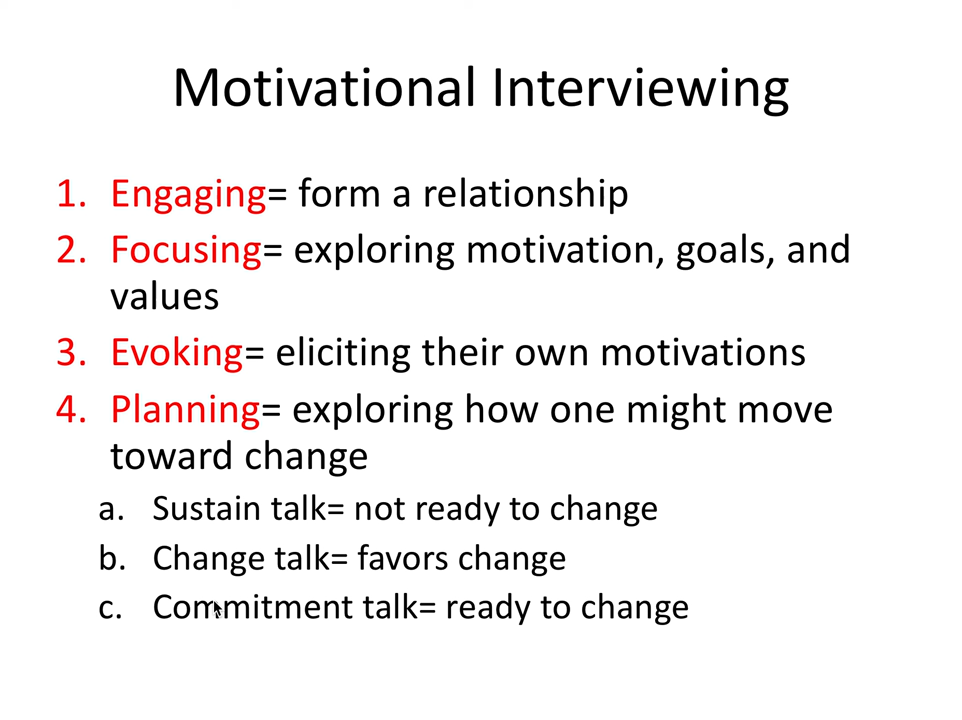 Motivational Interviewing
1. Engaging= form a relationship
2. Focusing= exploring motivation, goals, and
values
3. Evoking= eliciting their own motivations
4. Planning= exploring how one might move
toward change
a. Sustain talk= not ready to change
b. Change talk= favors change
c. Commitment talk= ready to change